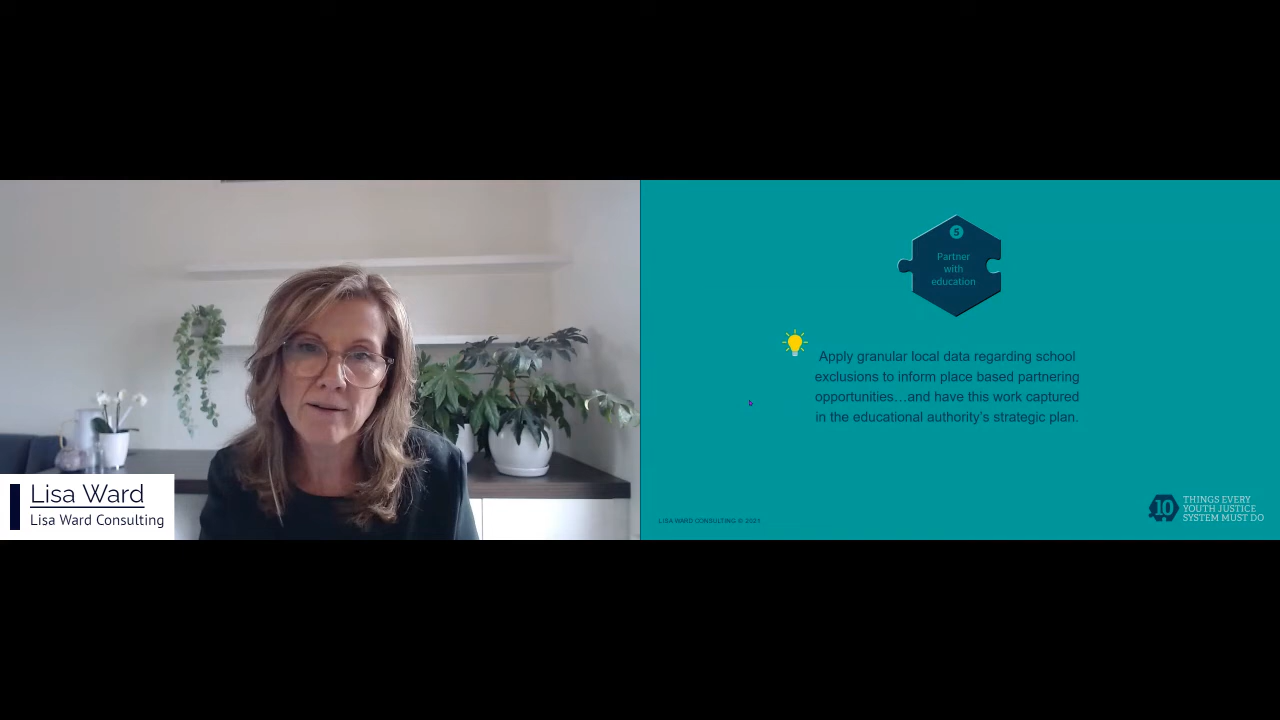 Lisa Ward
Lisa Ward Consulting
5
Partner
with
education
Apply granular local data regarding school
exclusions to inform place based partnering
opportunities…and have this work captured
in the educational authority's strategic plan.
LISA WARD CONSULTING © 2021
10
THINGS EVERY
YOUTH JUSTICE
SYSTEM MUST DO